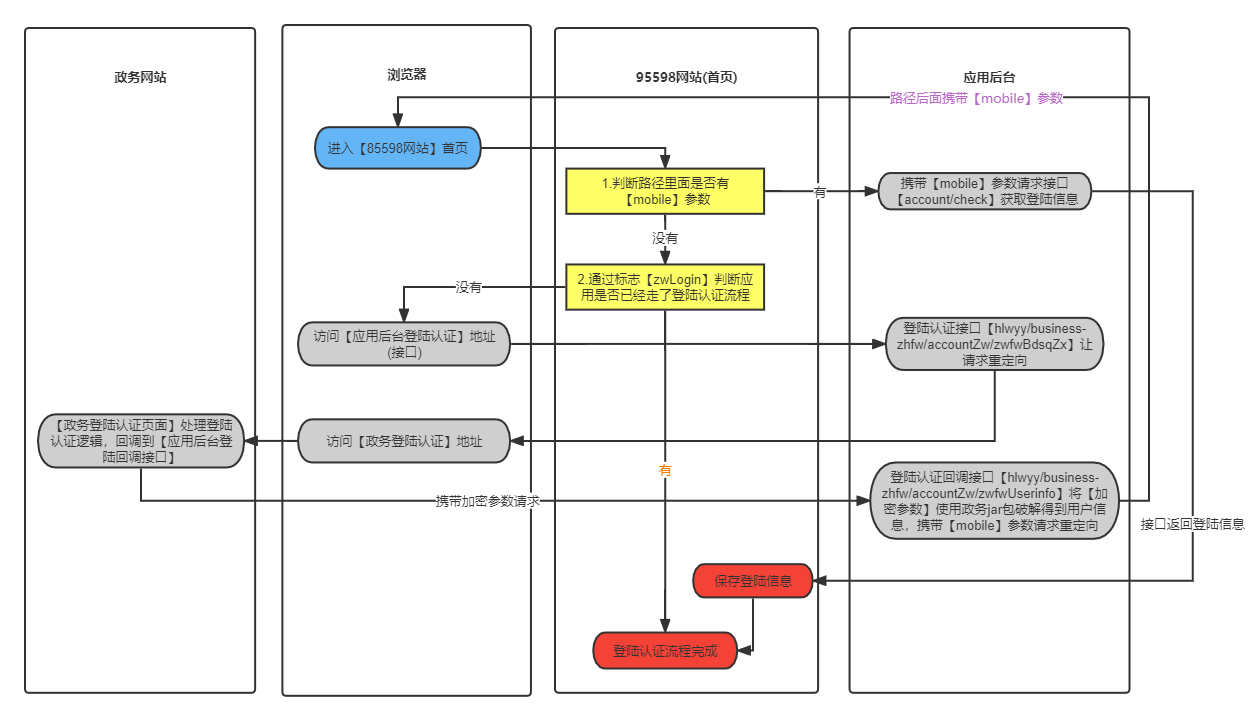 政务网站
浏览器
95598网站(首页)
应用后台
路径后面携带【mobile】参数
进入【85598网站】首页
1.判断路径里面是否有
【mobile】参数
有
携带【mobile】参数请求接口
【account/check】获取登陆信息
没有
2.通过标志【zwLogin】判断应
用是否已经走了登陆认证流程
没有
访问【应用后台登陆认证】地址
(接口)
登陆认证接口【hlwyy/business-
zhfw/accountZw/zwfwBdsqZx】让
请求重定向
【政务登陆认证页面】处理登陆
认证逻辑，回调到【应用后台登
陆回调接口】
访问【政务登陆认证】地址
有
登陆认证回调接口【hlwyy/business-
zhfw/accountZw/zwfwUserinfo】将【加
密参数】使用政务jar包破解得到用户信
息，携带【mobile】参数请求重定向
携带加密参数请求
接口返回登陆信息
保存登陆信息
登陆认证流程完成